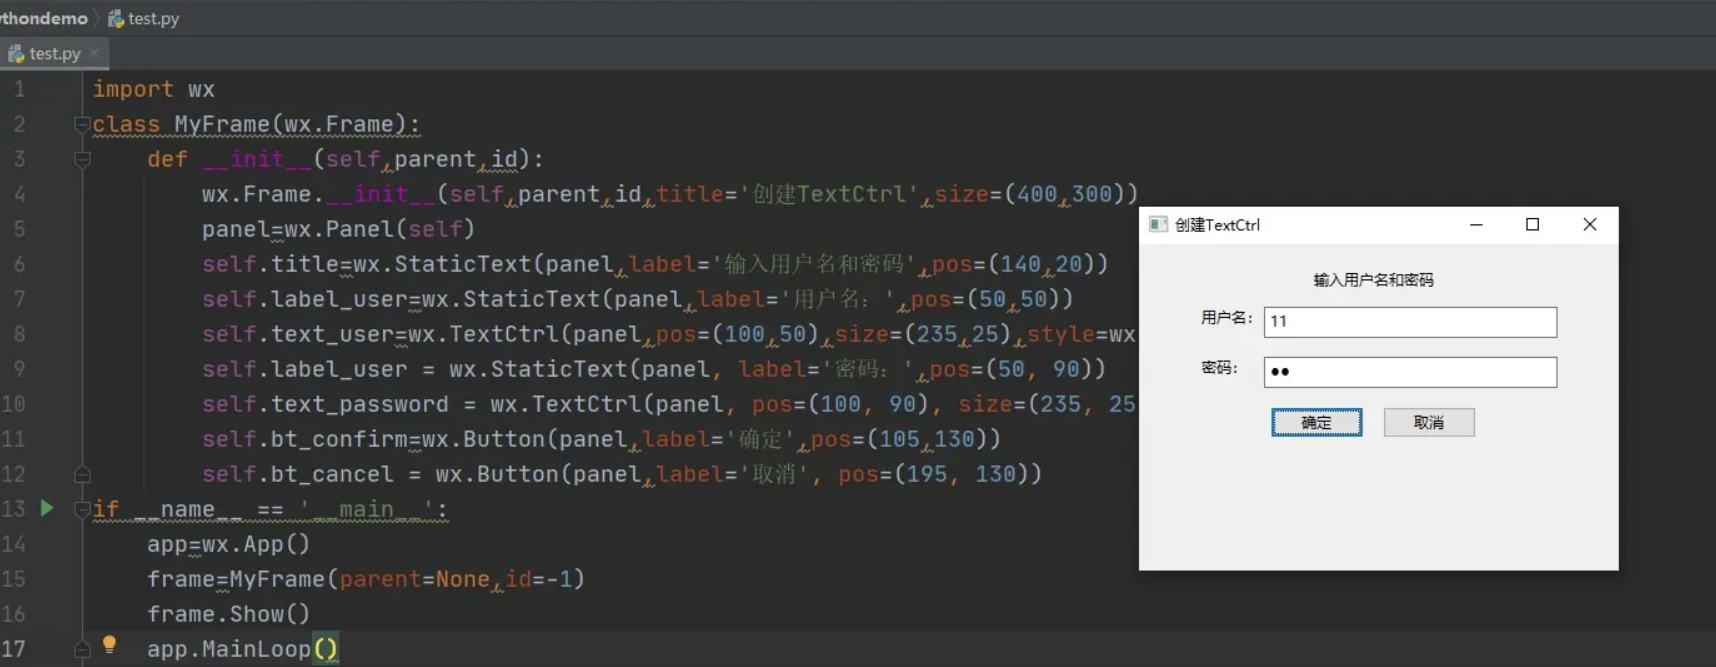 thondemo
test.py
test.py
1 import wx
2 class MyFrame(wx.Frame):
3 def __init__(self,parent,id):
4 wx.Frame.__init__(self,parent,id,title='创建TextCtrl',size=(400,300))
5 panel=wx.Panel(self)
6 self.title=wx.StaticText(panel,label='输入用户名和密码',pos=(140,20))
7 self.label_user=wx.StaticText(panel,label='用户名：',pos=(50,50))
8 self.text_user=wx.TextCtrl(panel,pos=(100,50),size=(235,25),style=wx
9 self.label_user = wx.StaticText(panel, label='密码：',pos=(50, 90))
10 self.text_password = wx.TextCtrl(panel, pos=(100, 90), size=(235, 25
11 self.bt_confirm=wx.Button(panel,label='确定',pos=(105,130))
12 self.bt_cancel = wx.Button(panel,label='取消', pos=(195, 130))
13 if __name__ == '__main__':
14 app=wx.App()
15 frame=MyFrame(parent=None,id=-1)
16 frame.Show()
17 app.MainLoop()
创建TextCtrl
输入用户名和密码
用户名： 11
密码： ●●
确定 取消